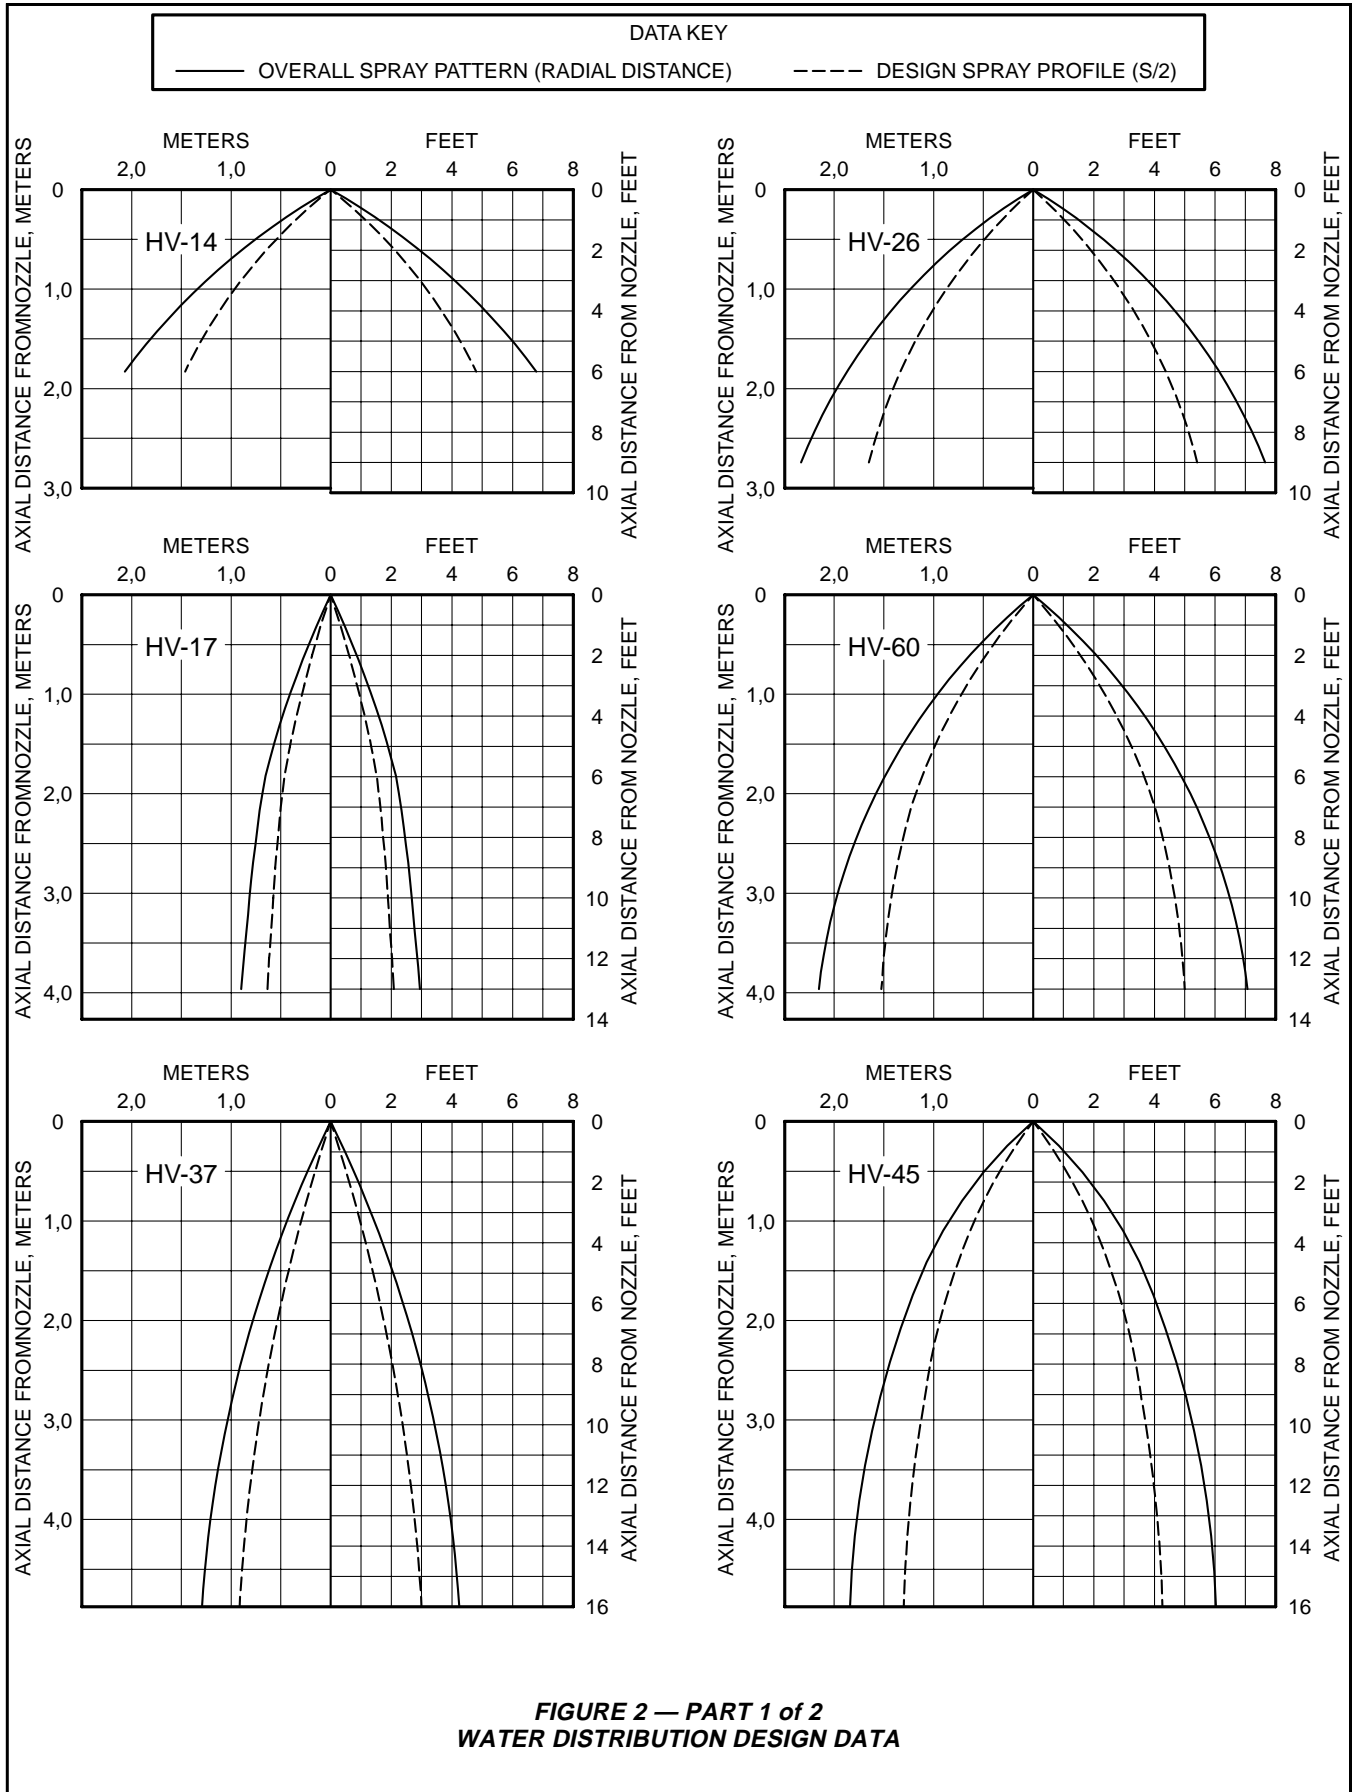 DATA KEY
OVERALL SPRAY PATTERN (RADIAL DISTANCE) DESIGN SPRAY PROFILE (S/2)
METERS FEET
2,0 1,0 0 2 4 6 8
AXIAL DISTANCE FROMNOZZLE, METERS
0
1,0
2,0
3,0
HV-14
0
2
4
6
8
10
AXIAL DISTANCE FROM NOZZLE, FEET
METERS FEET
2,0 1,0 0 2 4 6 8
AXIAL DISTANCE FROMNOZZLE, METERS
0
1,0
2,0
3,0
HV-26
0
2
4
6
8
10
AXIAL DISTANCE FROM NOZZLE, FEET
METERS FEET
2,0 1,0 0 2 4 6 8
AXIAL DISTANCE FROMNOZZLE, METERS
0
1,0
2,0
3,0
4,0
HV-17
0
2
4
6
8
10
12
14
AXIAL DISTANCE FROM NOZZLE, FEET
METERS FEET
2,0 1,0 0 2 4 6 8
AXIAL DISTANCE FROMNOZZLE, METERS
0
1,0
2,0
3,0
4,0
HV-60
0
2
4
6
8
10
12
14
AXIAL DISTANCE FROM NOZZLE, FEET
METERS FEET
2,0 1,0 0 2 4 6 8
AXIAL DISTANCE FROMNOZZLE, METERS
0
1,0
2,0
3,0
4,0
HV-37
0
2
4
6
8
10
12
14
16
AXIAL DISTANCE FROM NOZZLE, FEET
METERS FEET
2,0 1,0 0 2 4 6 8
AXIAL DISTANCE FROMNOZZLE, METERS
0
1,0
2,0
3,0
4,0
HV-45
0
2
4
6
8
10
12
14
16
AXIAL DISTANCE FROM NOZZLE, FEET
FIGURE 2 — PART 1 of 2
WATER DISTRIBUTION DESIGN DATA